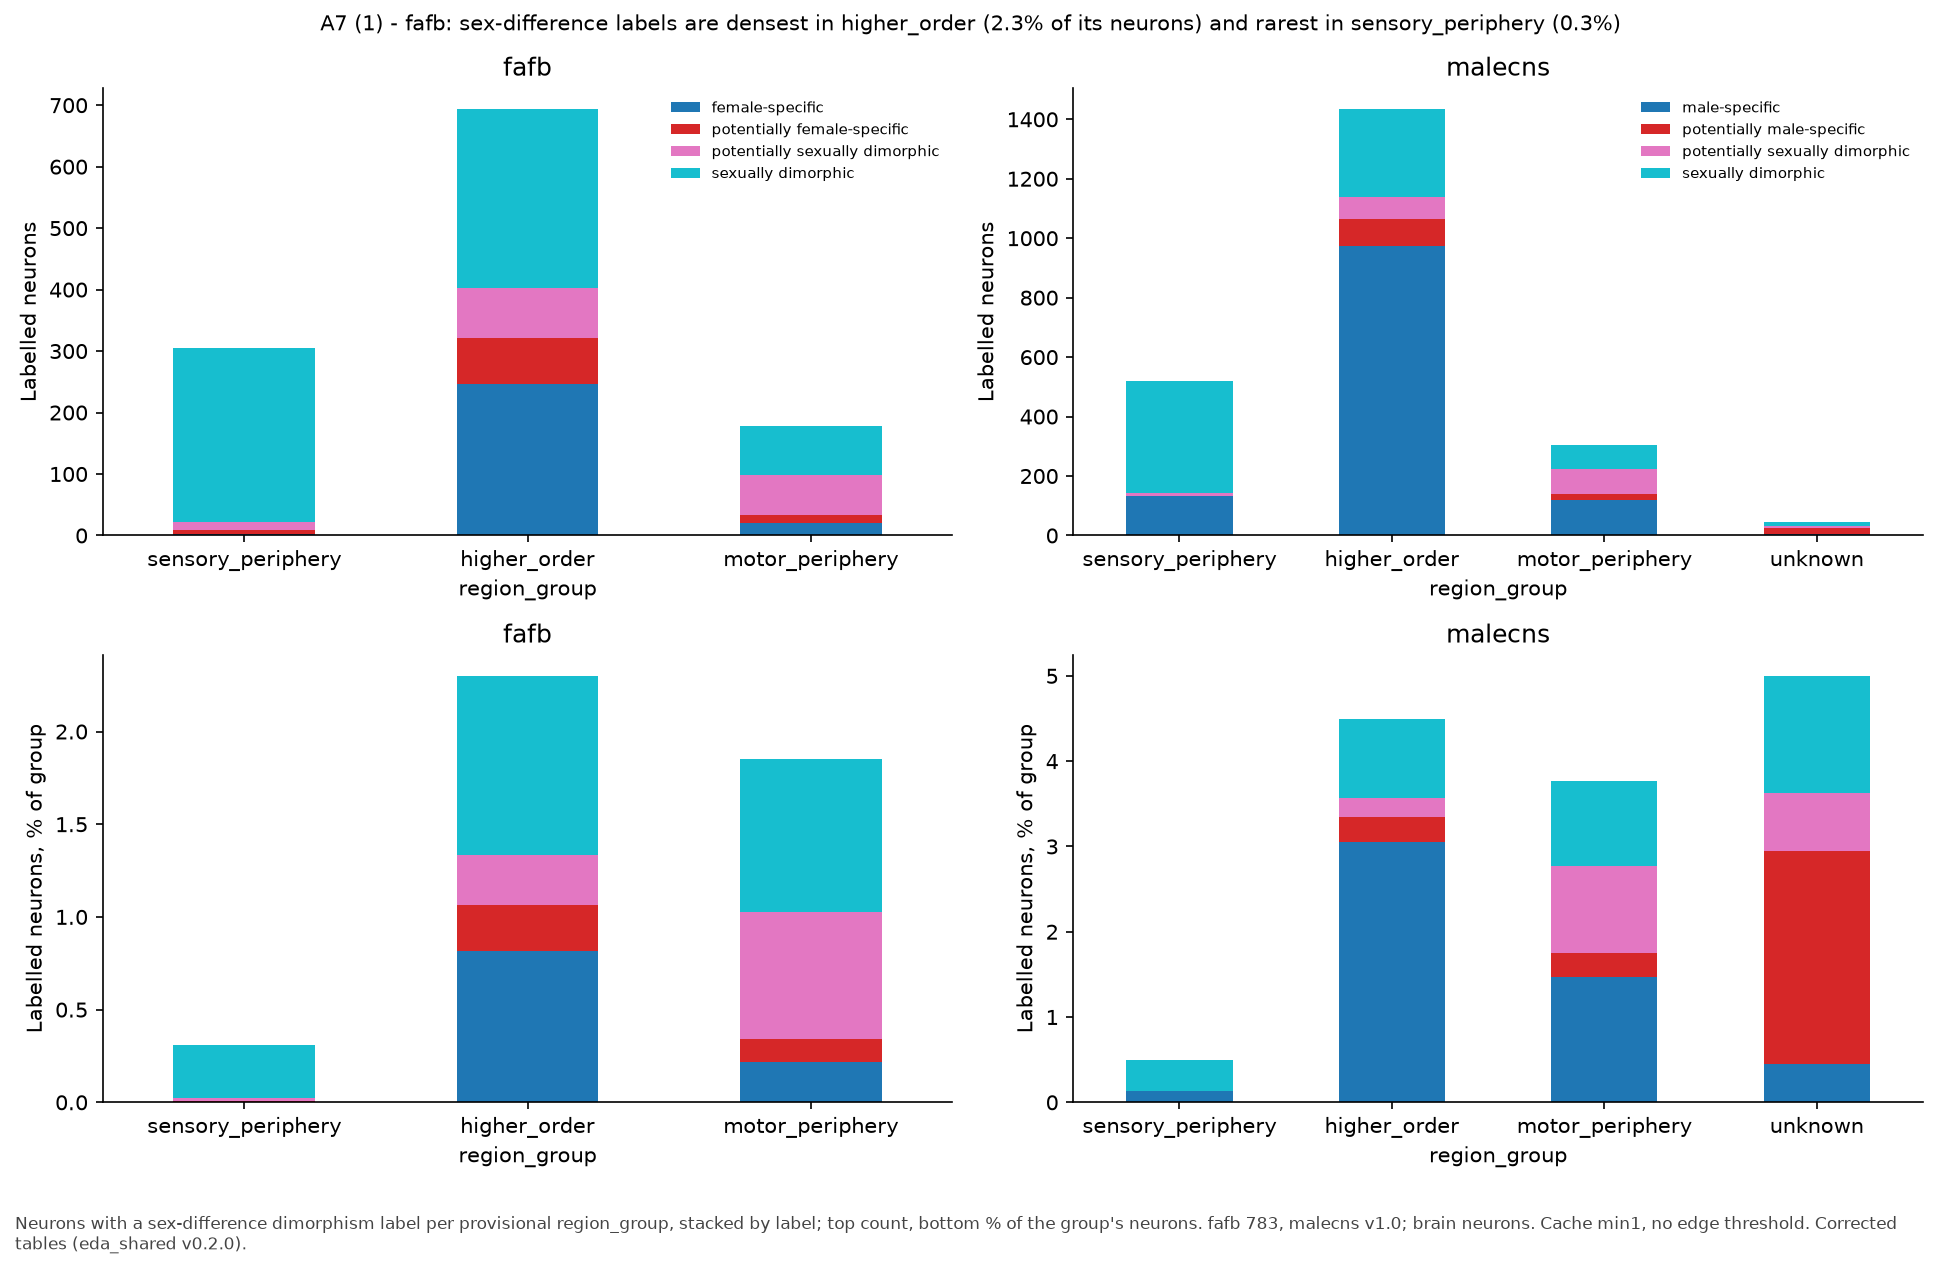 A7 (1) - fafb: sex-difference labels are densest in higher_order (2.3% of its neurons) and rarest in sensory_periphery (0.3%)
fafb
Labelled neurons
700
600
500
400
300
200
100
0
female-specific
potentially female-specific
potentially sexually dimorphic
sexually dimorphic
sensory_periphery
higher_order
motor_periphery
region_group
malecns
Labelled neurons
1400
1200
1000
800
600
400
200
0
male-specific
potentially male-specific
potentially sexually dimorphic
sexually dimorphic
sensory_periphery
higher_order
motor_periphery
unknown
region_group
fafb
Labelled neurons, % of group
2.0
1.5
1.0
0.5
0.0
sensory_periphery
higher_order
motor_periphery
region_group
malecns
Labelled neurons, % of group
5
4
3
2
1
0
sensory_periphery
higher_order
motor_periphery
unknown
region_group
Neurons with a sex-difference dimorphism label per provisional region_group, stacked by label; top count, bottom % of the group's neurons. fafb 783, malecns v1.0; brain neurons. Cache min1, no edge threshold. Corrected
tables (eda_shared v0.2.0).